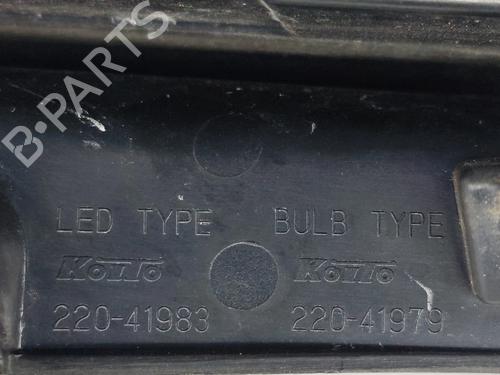 B-PARTS
LED TYPE BULB TYPE
KOITO KOITO
220-41983 220-41979